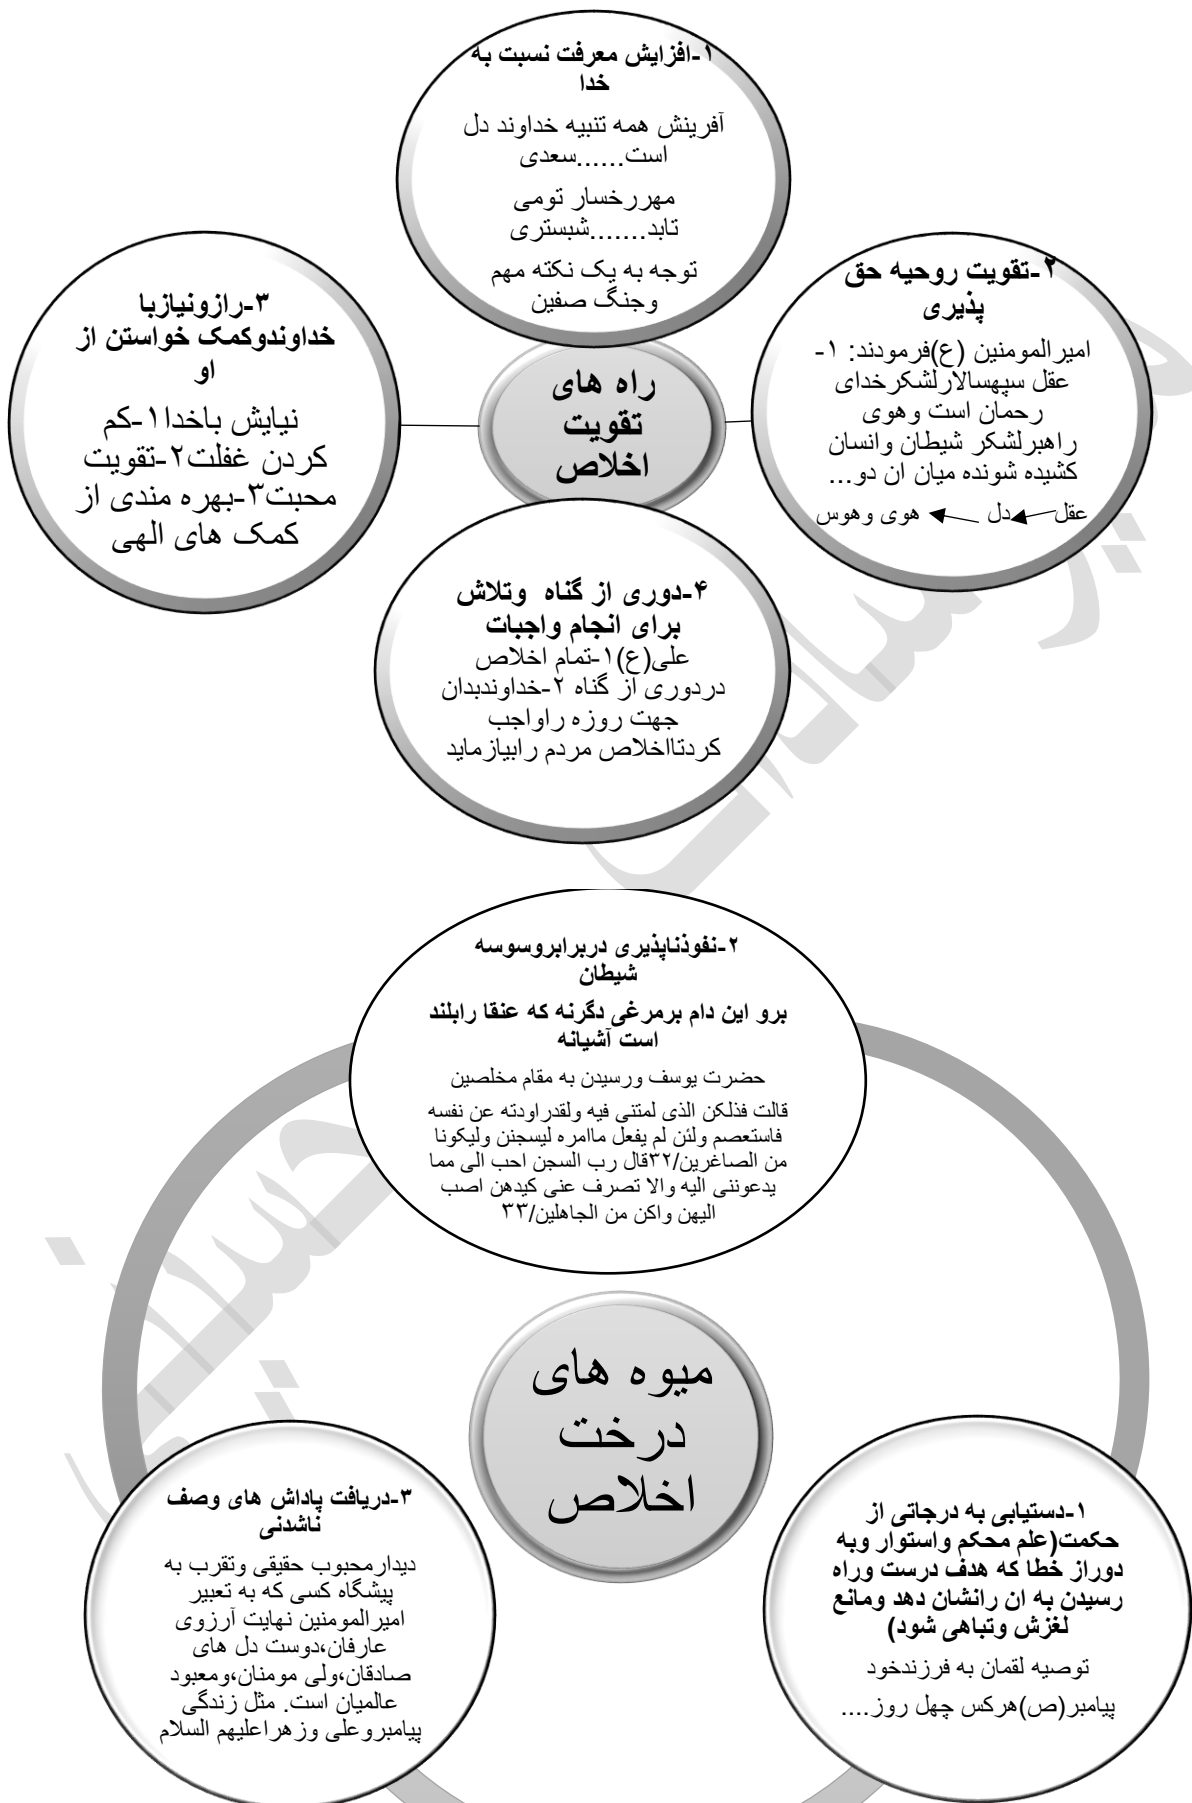 ۱-افزایش معرفت نسبت به
خدا
آفرینش همه تنبیه خداوند دل
است......سعدی
مهررخسار تومی
تابد.......شبستری
توجه به یک نکته مهم
وجنگ صفین
۲-تقویت روحیه حق
پذیری
امیرالمومنین (ع)فرمودند: ۱-
عقل سپهسالارلشکرخدای
رحمان است وهوی
راهبرلشکر شیطان وانسان
کشیده شونده میان ان دو...
عقل دل هوی وهوس
۳-رازونیازبا
خداوندوکمک خواستن از
او
نیایش باخدا۱-کم
کردن غفلت۲-تقویت
محبت۳-بهره مندی از
کمک های الهی
راه های
تقویت
اخلاص
۴-دوری از گناه وتلاش
برای انجام واجبات
علی(ع)۱-تمام اخلاص
دردوری از گناه ۲-خداوندبدان
جهت روزه راواجب
کردتااخلاص مردم رابیازماید
۲-نفوذناپذیری دربرابروسوسه
شیطان
برو این دام برمرغی دگرنه که عنقا رابلند
است آشیانه
حضرت یوسف ورسیدن به مقام مخلصین
قالت فذلکن الذی لمتنی فیه ولقدراودته عن نفسه
فاستعصم ولئن لم یفعل ماامره لیسجنن ولیکونا
من الصاغرین/۳۲قال رب السجن احب الی مما
یدعوننی الیه والا تصرف عنی کیدهن اصب
الیهن واکن من الجاهلین/۳۳
میوه های
درخت
اخلاص
۱-دستیابی به درجاتی از
حکمت(علم محکم واستوار وبه
دوراز خطا که هدف درست وراه
رسیدن به ان رانشان دهد ومانع
لغزش وتباهی شود)
توصیه لقمان به فرزندخود
پیامبر(ص)هرکس چهل روز....
۳-دریافت پاداش های وصف
ناشدنی
دیدارمحبوب حقیقی وتقرب به
پیشگاه کسی که به تعبیر
امیرالمومنین نهایت آرزوی
عارفان،دوست دل های
صادقان،ولی مومنان،ومعبود
عالمیان است. مثل زندگی
پیامبروعلی وزهراعلیهم السلام